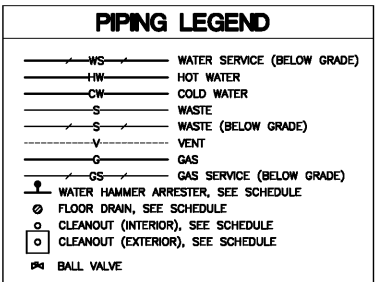 PIPING LEGEND
WS WATER SERVICE (BELOW GRADE)
HW HOT WATER
CW COLD WATER
S WASTE
S WASTE (BELOW GRADE)
V VENT
G GAS
GS GAS SERVICE (BELOW GRADE)
WATER HAMMER ARRESTER, SEE SCHEDULE
FLOOR DRAIN, SEE SCHEDULE
CLEANOUT (INTERIOR), SEE SCHEDULE
CLEANOUT (EXTERIOR), SEE SCHEDULE
BALL VALVE